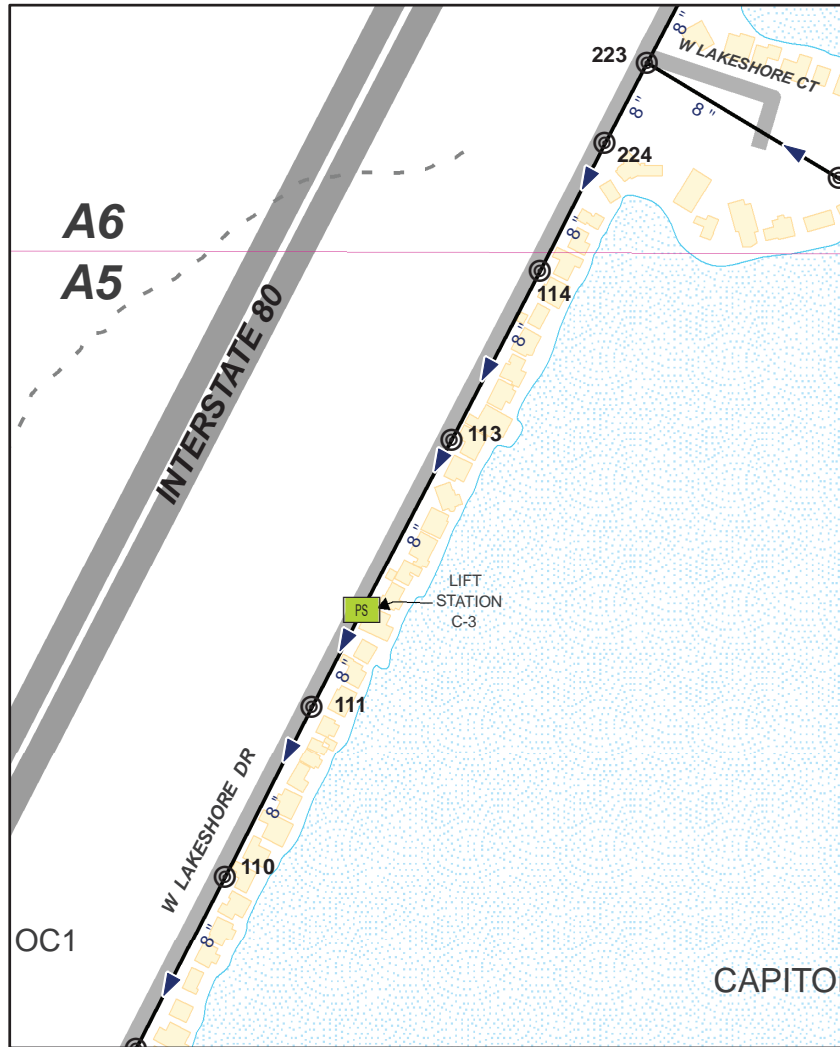 8"
223
W LAKESHORE CT
8"
8"
224
A6
8"
A5
114
INTERSTATE 80
8"
113
8"
LIFT
STATION
C-3
PS
8"
111
W LAKESHORE DR
8"
110
8"
OC1
CAPITO